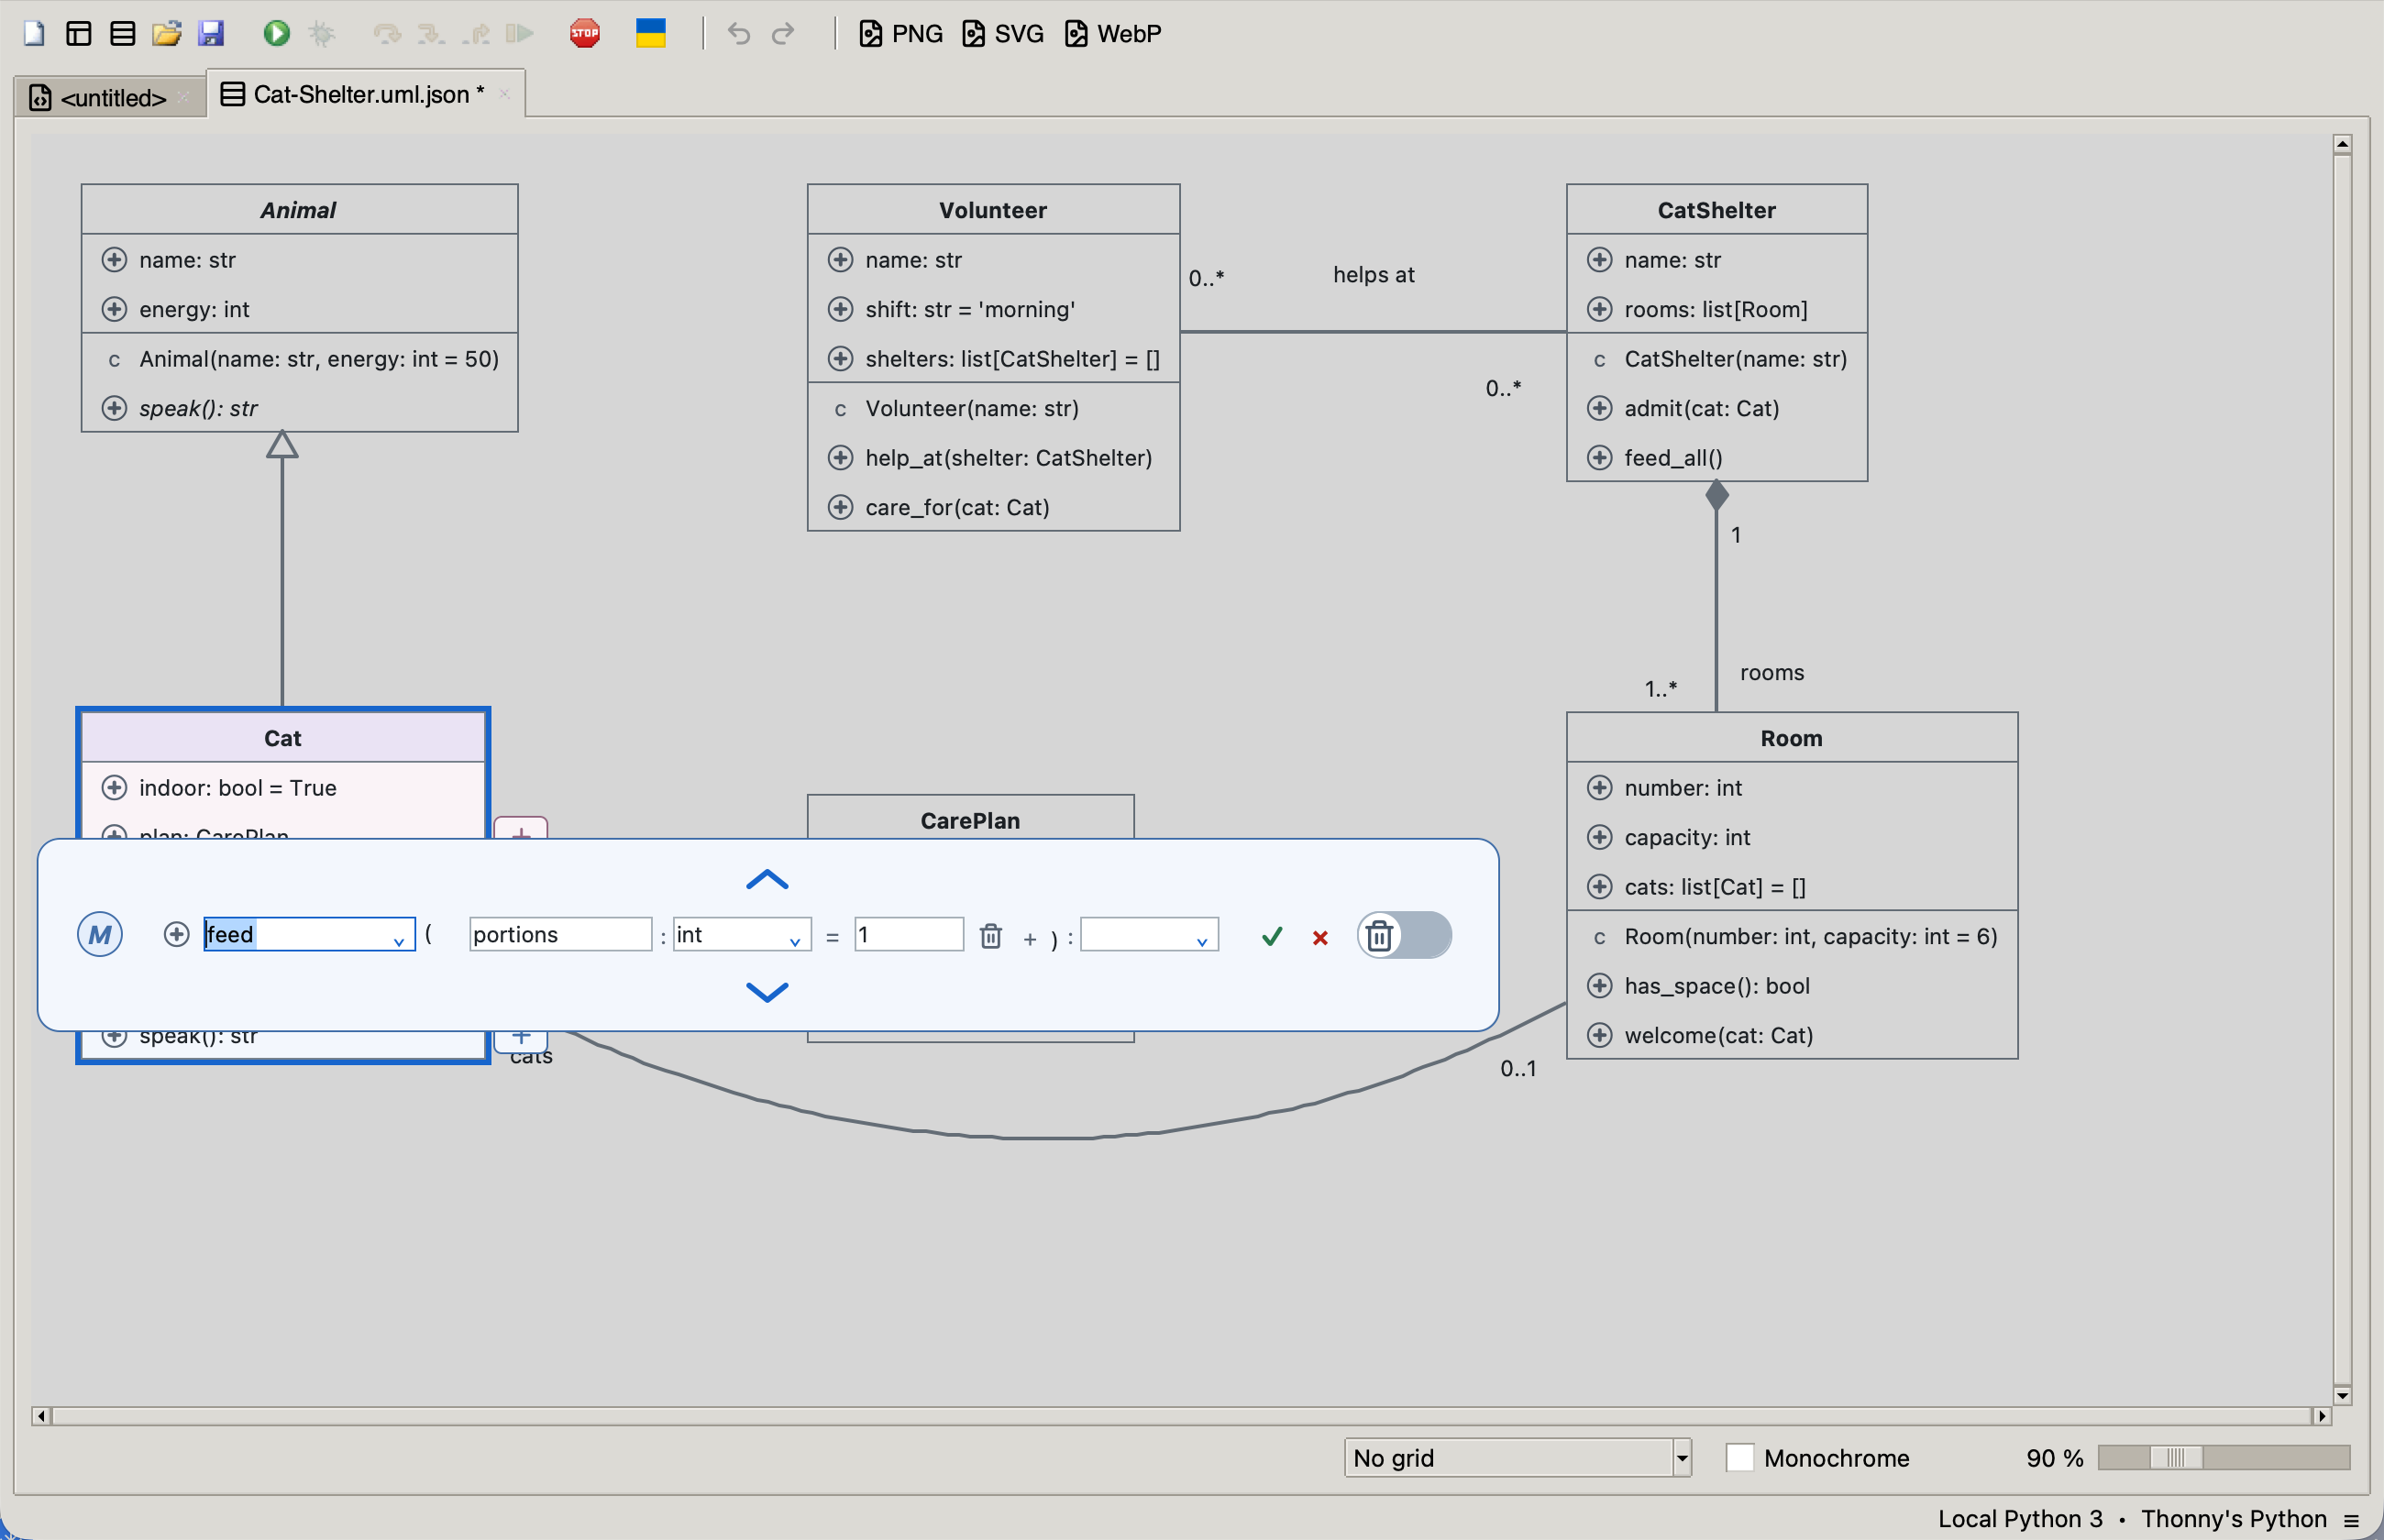 STOP
PNG
SVG
WebP
<untitled>
Cat-Shelter.uml.json *
Animal
name: str
energy: int
c Animal(name: str, energy: int = 50)
speak(): str
Volunteer
name: str
shift: str = 'morning'
shelters: list[CatShelter] = []
c Volunteer(name: str)
help_at(shelter: CatShelter)
care_for(cat: Cat)
0..*
helps at
0..*
CatShelter
name: str
rooms: list[Room]
c CatShelter(name: str)
admit(cat: Cat)
feed_all()
1
rooms
1..*
Cat
indoor: bool = True
plan: CarePlan
CarePlan
Room
number: int
capacity: int
cats: list[Cat] = []
c Room(number: int, capacity: int = 6)
has_space(): bool
welcome(cat: Cat)
M feed ( portions : int = 1 + ) :
speak(): str
cats
0..1
No grid
Monochrome
90 %
Local Python 3 • Thonny's Python ≡